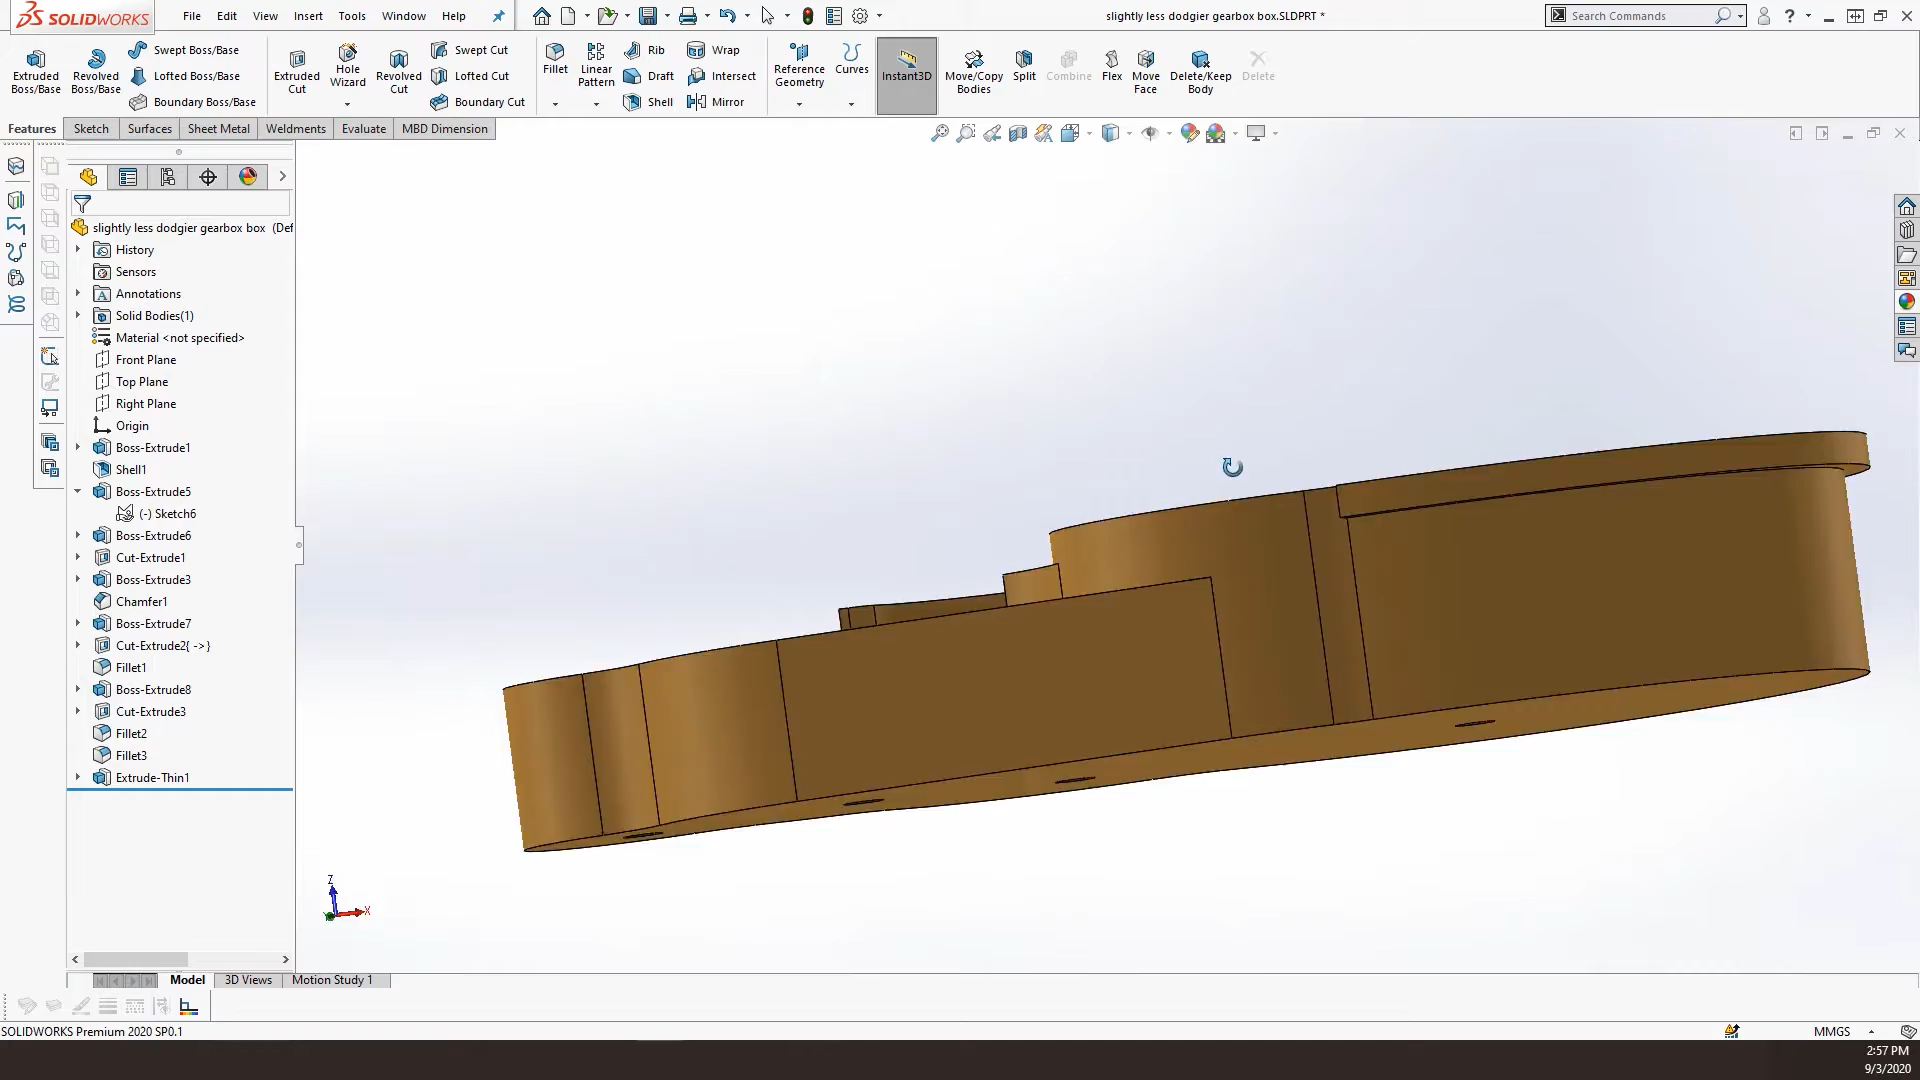 SOLIDWORKS File Edit View Insert Tools Window Help slightly less dodgier gearbox box.SLDPRT * Search Commands ?
Extruded Boss/Base
Revolved Boss/Base
Swept Boss/Base
Lofted Boss/Base
Boundary Boss/Base
Extruded Cut
Hole Wizard
Revolved Cut
Swept Cut
Lofted Cut
Boundary Cut
Fillet
Linear Pattern
Rib
Draft
Shell
Wrap
Intersect
Mirror
Reference Geometry
Curves
Instant3D
Move/Copy Bodies
Split
Combine
Flex
Move Face
Delete/Keep Body
Delete
Features Sketch Surfaces Sheet Metal Weldments Evaluate MBD Dimension
slightly less dodgier gearbox box (Def
History
Sensors
Annotations
Solid Bodies(1)
Material <not specified>
Front Plane
Top Plane
Right Plane
Origin
Boss-Extrude1
Shell1
Boss-Extrude5
(-) Sketch6
Boss-Extrude6
Cut-Extrude1
Boss-Extrude3
Chamfer1
Boss-Extrude7
Cut-Extrude2{ ->}
Fillet1
Boss-Extrude8
Cut-Extrude3
Fillet2
Fillet3
Extrude-Thin1
Z
X
Model 3D Views Motion Study 1
SOLIDWORKS Premium 2020 SP0.1 MMGS
2:57 PM
9/3/2020